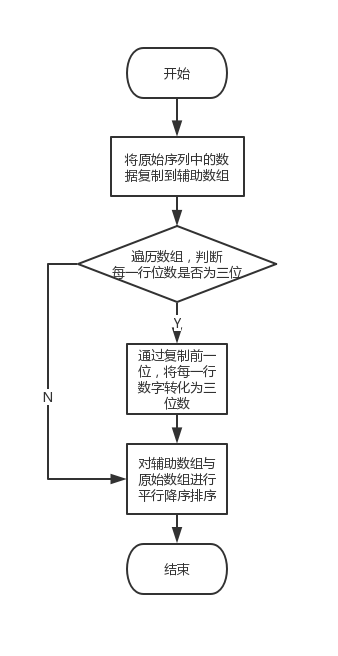 开始
将原始序列中的数
据复制到辅助数组
遍历数组，判断
每一行位数是否为三位
Y
通过复制前一
位，将每一行
数字转化为三
位数
N
对辅助数组与
原始数组进行
平行降序排序
结束